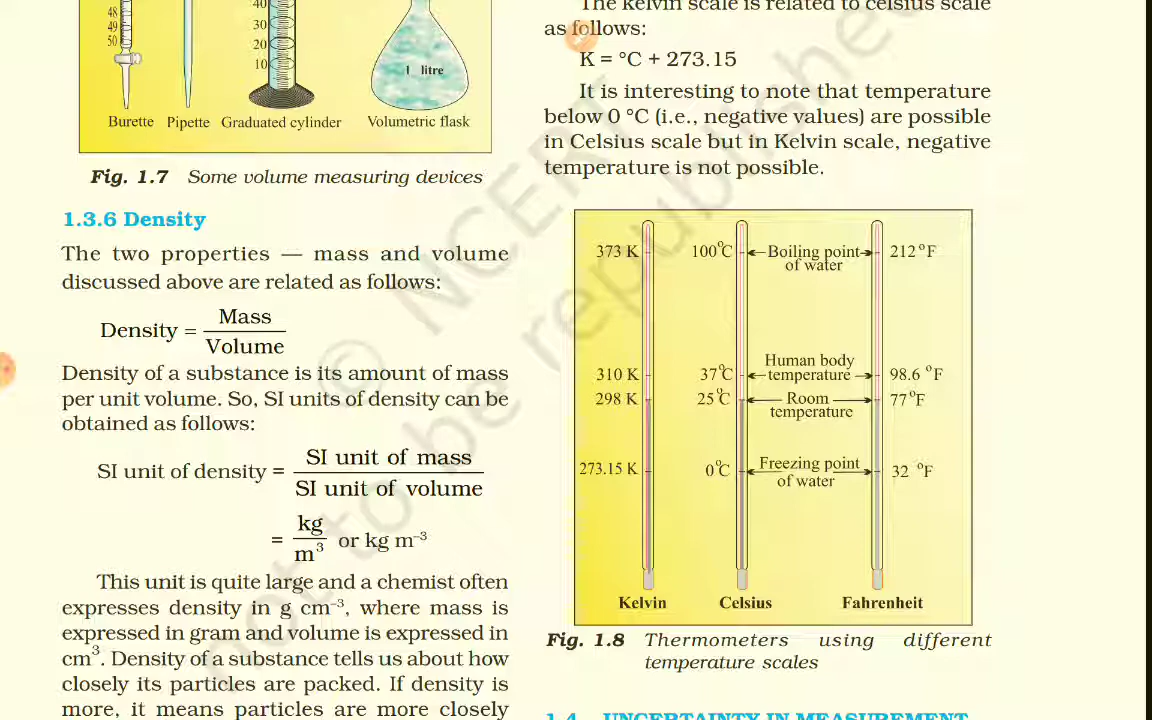 48
49
50
40
30
20
10
1 litre
Burette Pipette Graduated cylinder Volumetric flask
Fig. 1.7 Some volume measuring devices
1.3.6 Density
The two properties — mass and volume
discussed above are related as follows:
Density = Mass / Volume
Density of a substance is its amount of mass
per unit volume. So, SI units of density can be
obtained as follows:
SI unit of density = SI unit of mass / SI unit of volume
= kg / m³ or kg m⁻³
This unit is quite large and a chemist often
expresses density in g cm⁻³, where mass is
expressed in gram and volume is expressed in
cm³. Density of a substance tells us about how
closely its particles are packed. If density is
more, it means particles are more closely
The kelvin scale is related to celsius scale
as follows:
K = °C + 273.15
It is interesting to note that temperature
below 0 °C (i.e., negative values) are possible
in Celsius scale but in Kelvin scale, negative
temperature is not possible.
373 K 100°C Boiling point of water 212°F
310 K 37°C Human body temperature 98.6 °F
298 K 25°C Room temperature 77°F
273.15 K 0°C Freezing point of water 32 °F
Kelvin Celsius Fahrenheit
Fig. 1.8 Thermometers using different
temperature scales
1.4 UNCERTAINTY IN MEASUREMENT
© NCERT
not to be republished